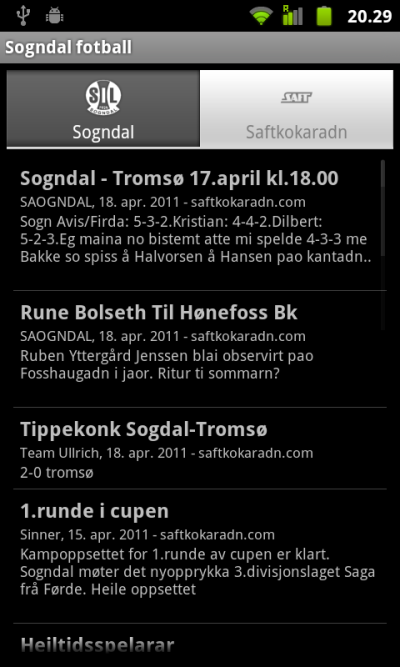 R
20.29
Sogndal fotball
STL
SAFT
Sogndal
Saftkokaradn
Sogndal - Tromsø 17.april kl.18.00
SAOGNDAL, 18. apr. 2011 - saftkokaradn.com
Sogn Avis/Firda: 5-3-2.Kristian: 4-4-2.Dilbert:
5-2-3.Eg maina no bistemt atte mi spelde 4-3-3 me
Bakke so spiss å Halvorsen å Hansen pao kantadn..
Rune Bolseth Til Hønefoss Bk
SAOGNDAL, 18. apr. 2011 - saftkokaradn.com
Ruben Yttergård Jenssen blai observirt pao
Fosshaugadn i jaor. Ritur ti sommarn?
Tippekonk Sogdal-Tromsø
Team Ullrich, 18. apr. 2011 - saftkokaradn.com
2-0 tromsø
1.runde i cupen
Sinner, 15. apr. 2011 - saftkokaradn.com
Kampoppsettet for 1.runde av cupen er klart.
Sogndal møter det nyopprykka 3.divisjonslaget Saga
frå Førde. Heile oppsettet
Heiltidsspelarar